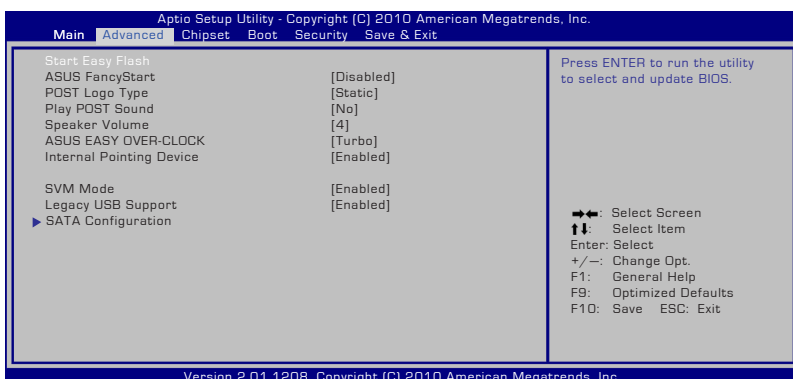 Aptio Setup Utility - Copyright (C) 2010 American Megatrends, Inc.
Main Advanced Chipset Boot Security Save & Exit
Start Easy Flash
ASUS FancyStart [Disabled]
POST Logo Type [Static]
Play POST Sound [No]
Speaker Volume [4]
ASUS EASY OVER-CLOCK [Turbo]
Internal Pointing Device [Enabled]
SVM Mode [Enabled]
Legacy USB Support [Enabled]
SATA Configuration
Press ENTER to run the utility
to select and update BIOS.
→←: Select Screen
↑↓: Select Item
Enter: Select
+/—: Change Opt.
F1: General Help
F9: Optimized Defaults
F10: Save ESC: Exit
Version 2.01.1208. Copyright (C) 2010 American Megatrends, Inc.